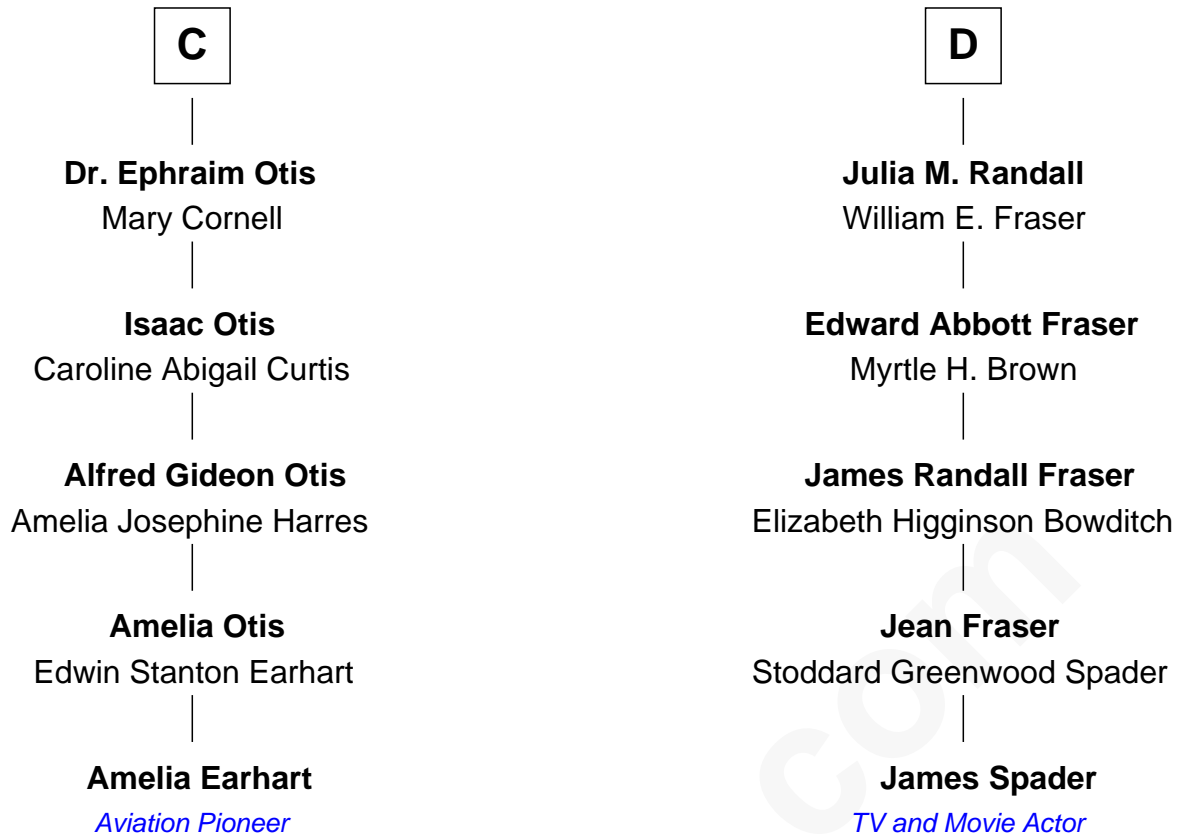 C
Dr. Ephraim Otis
Mary Cornell
Isaac Otis
Caroline Abigail Curtis
Alfred Gideon Otis
Amelia Josephine Harres
Amelia Otis
Edwin Stanton Earhart
Amelia Earhart
Aviation Pioneer
D
Julia M. Randall
William E. Fraser
Edward Abbott Fraser
Myrtle H. Brown
James Randall Fraser
Elizabeth Higginson Bowditch
Jean Fraser
Stoddard Greenwood Spader
James Spader
TV and Movie Actor
com